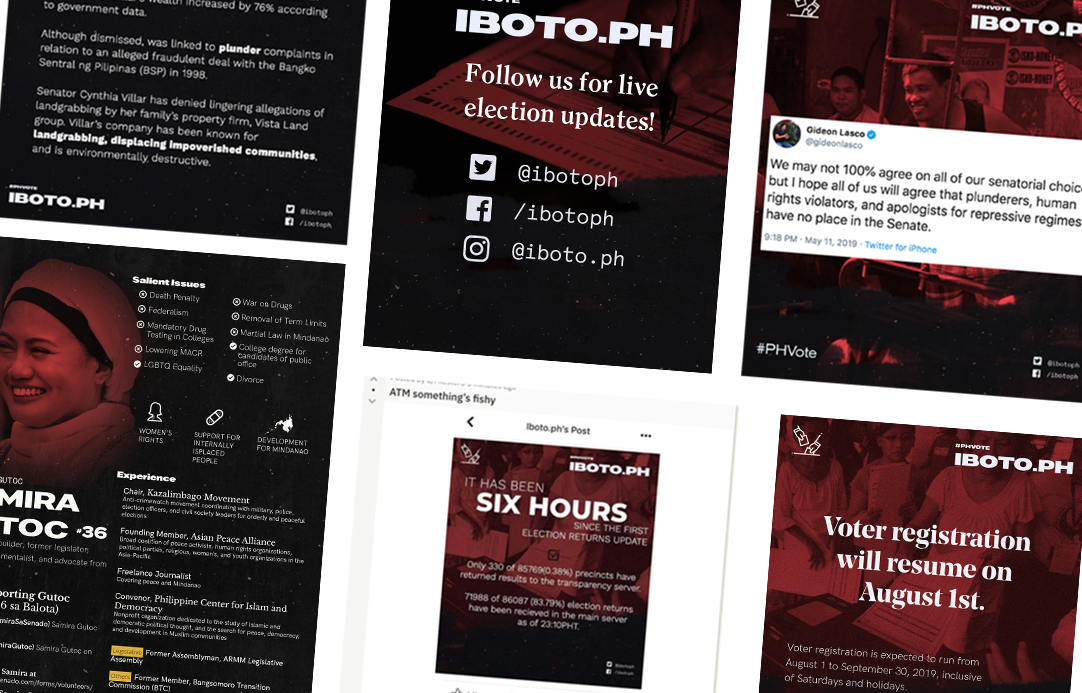 wealth increased by 76% according
to government data.
Although dismissed, was linked to plunder complaints in
relation to an alleged fraudulent deal with the Bangko
Sentral ng Pilipinas (BSP) in 1998.
Senator Cynthia Villar has denied lingering allegations of
landgrabbing by her family's property firm, Vista Land
group. Villar's company has been known for
landgrabbing, displacing impoverished communities,
and is environmentally destructive.
#PHVOTE
IBOTO.PH
@ibotoph
/ibotoph
IBOTO.PH
Follow us for live
election updates!
@ibotoph
/ibotoph
@iboto.ph
#PHVOTE
IBOTO.P
ISKO-HONEY
Gideon Lasco
@gideonlasco
We may not 100% agree on all of our senatorial choic
but I hope all of us will agree that plunderers, human
rights violators, and apologists for repressive regimes
have no place in the Senate.
9:18 PM · May 11, 2019 · Twitter for iPhone
#PHVote
@ibotoph
/ibotoph
Salient Issues
Death Penalty
Federalism
Mandatory Drug
Testing in Colleges
Lowering MACR
LGBTQ Equality
War on Drugs
Removal of Term Limits
Martial Law in Mindanao
College degree for
candidates of public
office
Divorce
WOMEN'S
RIGHTS
SUPPORT FOR
INTERNALLY
ISPLACED
PEOPLE
DEVELOPMENT
FOR MINDANAO
GUTOC
MIRA
TOC #36
builder, former legislator,
mentalist, and advocate from
porting Gutoc
6 sa Balota)
miraSaSenado) Samira Gutoc
miraGutoc) Samira Gutoc on
Samira at
enado.com/forms/volunteers/
Experience
Chair, Kazalimbago Movement
Anti-crimewatch movement coordinating with military, police,
election officers, and civil society leaders for orderly and peaceful
elections
Founding Member, Asian Peace Alliance
Broad coalition of peace activists, human rights organizations,
political parties, religious, women's, and youth organizations in the
Asia-Pacific
Freelance Journalist
Covering peace and Mindanao
Convenor, Philippine Center for Islam and
Democracy
Nonprofit organization dedicated to the study of Islamic and
democratic political thought, and the search for peace, democracy,
and development in Muslim communities
Legislative Former Assemblyman, ARMM Legislative
Assembly
Others Former Member, Bangsomoro Transition
Commission (BTC)
ATM something's fishy
Iboto.ph's Post
#PHVOTE
IBOTO.PH
IT HAS BEEN
SIX HOURS
SINCE THE FIRST
ELECTION RETURNS UPDATE
Only 330 of 85769(0.38%) precincts have
returned results to the transparency server.
71988 of 86087 (83.79%) election returns
have been recieved in the main server
as of 23:10PHT.
@ibotoph
/ibotoph
#PHVOTE
IBOTO.PH
Voter registration
will resume on
August 1st.
Voter registration is expected to run from
August 1 to September 30, 2019, inclusive
of Saturdays and holidays.